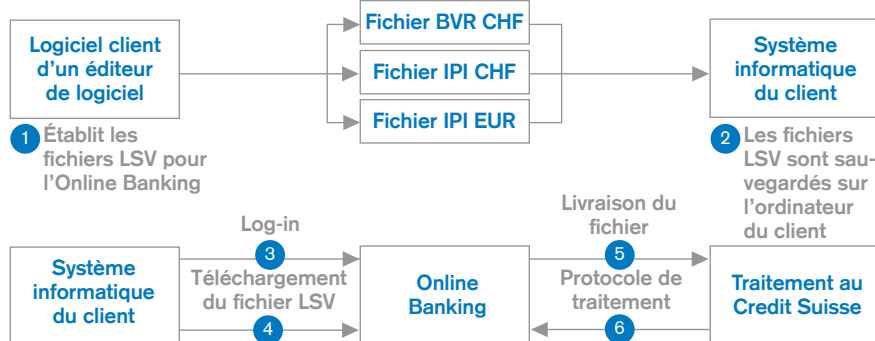 Logiciel client
d'un éditeur
de logiciel
Fichier BVR CHF
Fichier IPI CHF
Fichier IPI EUR
Système
informatique
du client
1 Établit les
fichiers LSV pour
l'Online Banking
2 Les fichiers
LSV sont sau-
vegardés sur
l'ordinateur
du client
Système
informatique
du client
Log-in
3
Téléchargement
du fichier LSV
4
Online
Banking
Livraison du
fichier
5
Protocole de
traitement
6
Traitement au
Credit Suisse